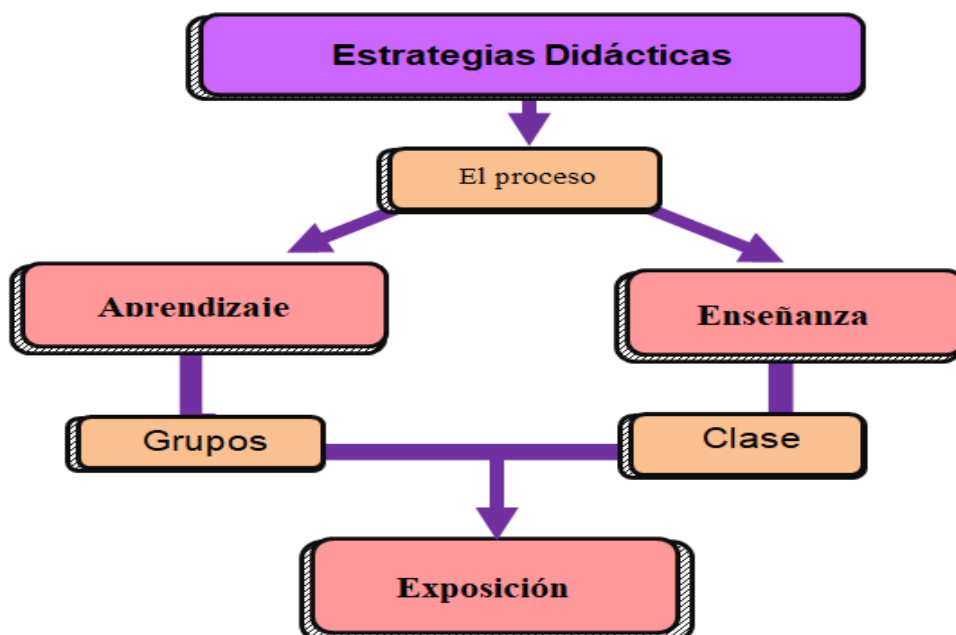 Estrategias Didácticas
El proceso
Aprendizaje
Enseñanza
Grupos
Clase
Exposición